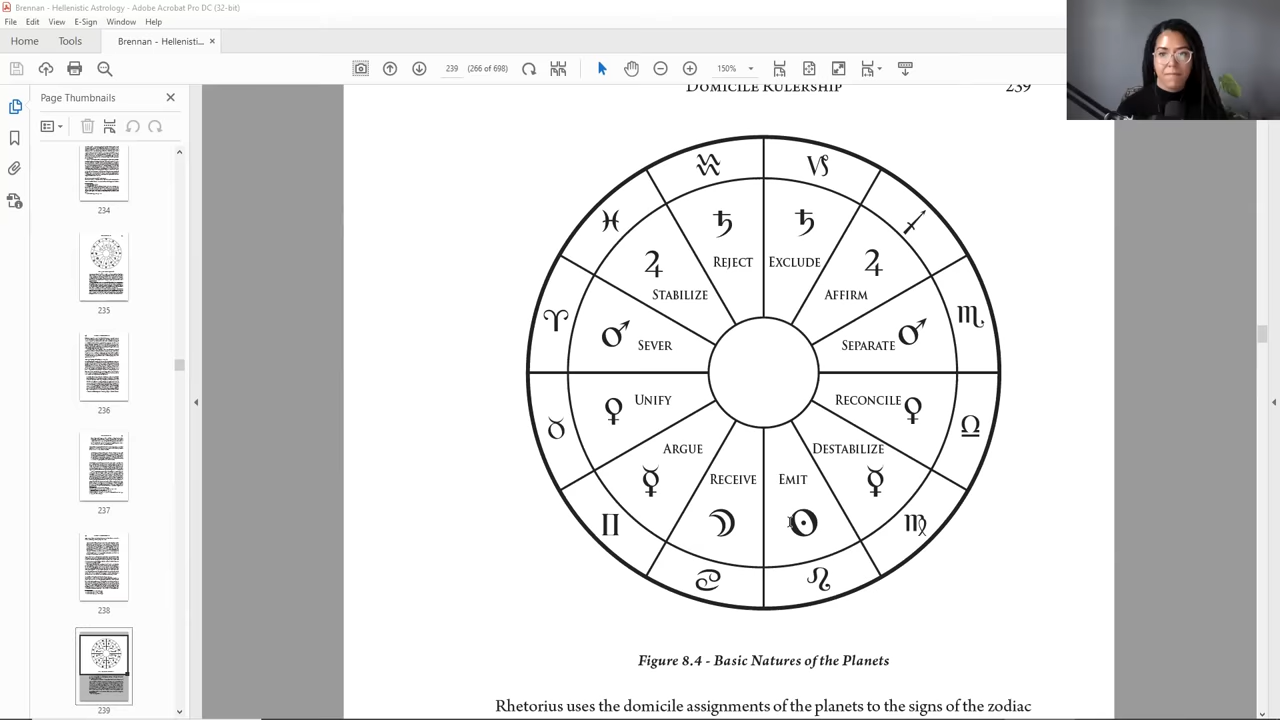 Brennan - Hellenistic Astrology - Adobe Acrobat Pro DC (32-bit)
File Edit View E-Sign Window Help
Home Tools Brennan - Hellenisti... ×
of 698) 150%
Page Thumbnails
234
235
236
237
238
239
DOMICILE RULERSHIP 239
♒ ♑
♓ ♐
♄ ♄
REJECT EXCLUDE
♃ ♃
STABILIZE AFFIRM
♈ ♏
♂ ♂
SEVER SEPARATE
UNIFY RECONCILE
♀ ♀
♉ ♎
ARGUE DESTABILIZE
☿ ☿
RECEIVE EMIT
☽ ☉
♊ ♍
♋ ♌
Figure 8.4 - Basic Natures of the Planets
Rhetorius uses the domicile assignments of the planets to the signs of the zodiac